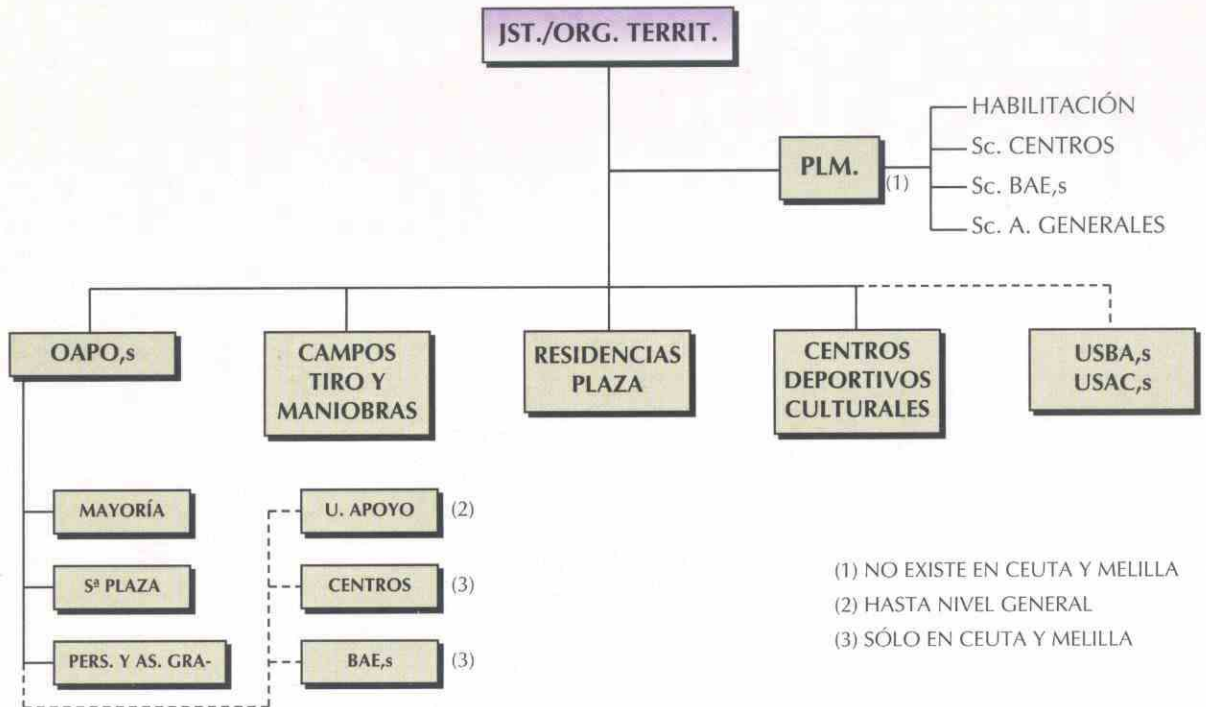 JST./ORG. TERRIT.
HABILITACIÓN
Sc. CENTROS
PLM.
(1)
Sc. BAE,s
Sc. A. GENERALES
OAPO,s
CAMPOS
TIRO Y
MANIOBRAS
RESIDENCIAS
PLAZA
CENTROS
DEPORTIVOS
CULTURALES
USBA,s
USAC,s
MAYORÍA
U. APOYO
(2)
Sª PLAZA
CENTROS
(3)
PERS. Y AS. GRA-
BAE,s
(3)
(1) NO EXISTE EN CEUTA Y MELILLA
(2) HASTA NIVEL GENERAL
(3) SÓLO EN CEUTA Y MELILLA